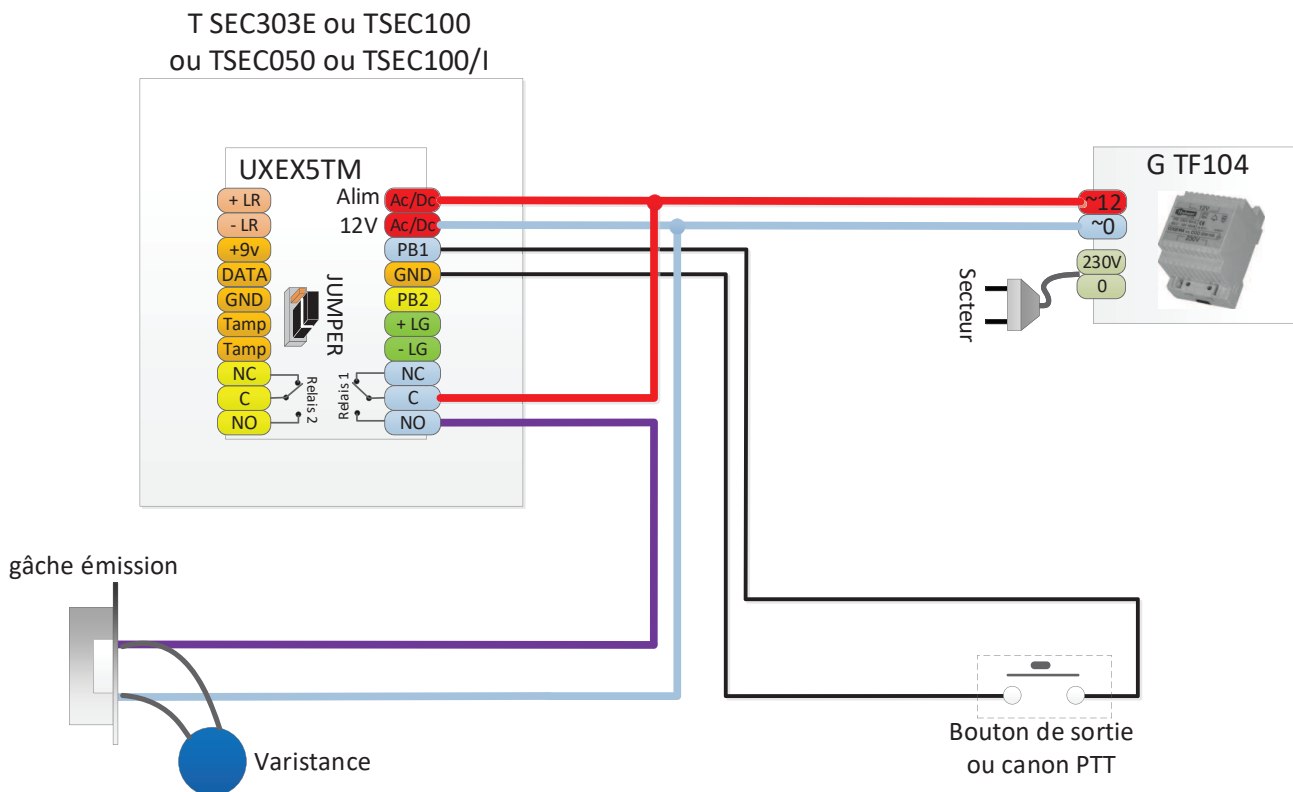 T SEC303E ou TSEC100
ou TSEC050 ou TSEC100/I
UXEX5TM
G TF104
+ LR
Alim
Ac/Dc
~12
- LR
12V
Ac/Dc
~0
+9v
PB1
230V
DATA
GND
0
GND
PB2
Tamp
+ LG
Tamp
- LG
JUMPER
Secteur
NC
NC
C
Relais 2
Relais 1
C
NO
NO
gâche émission
Varistance
Bouton de sortie
ou canon PTT
12V
230V